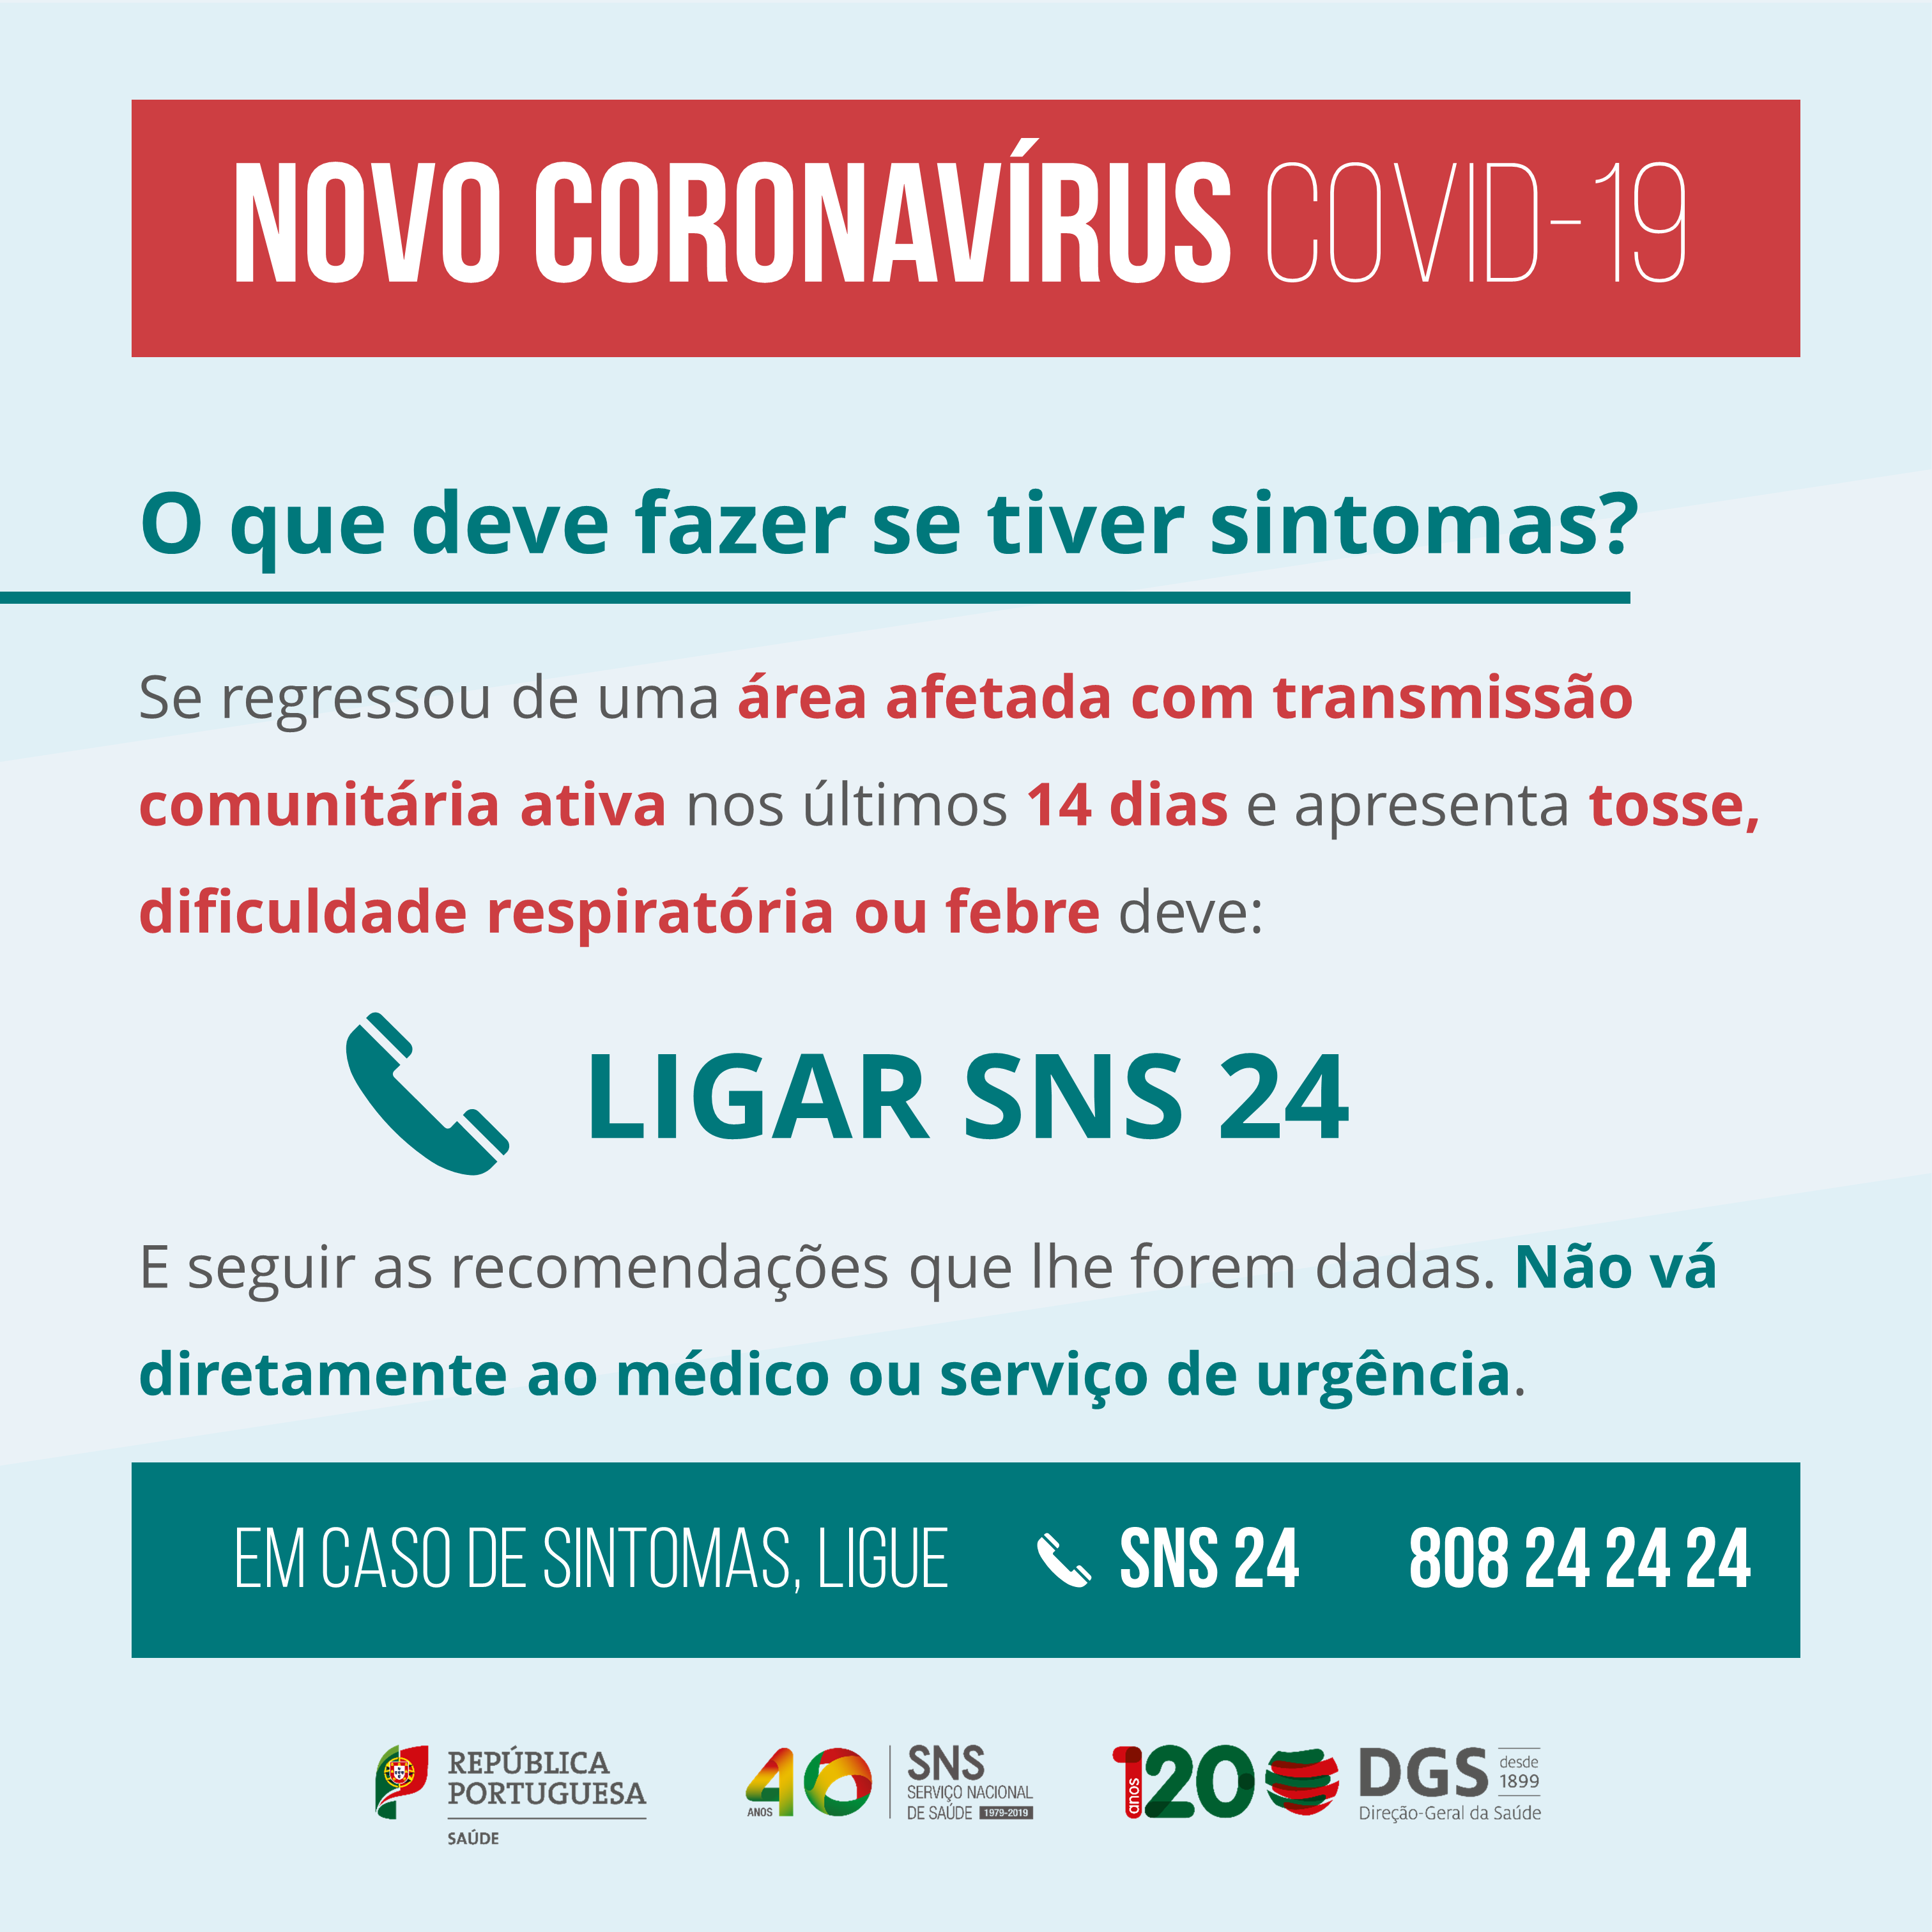 NOVO CORONAVÍRUS COVID-19
O que deve fazer se tiver sintomas?
Se regressou de uma área afetada com transmissão
comunitária ativa nos últimos 14 dias e apresenta tosse,
dificuldade respiratória ou febre deve:
LIGAR SNS 24
E seguir as recomendações que lhe forem dadas. Não vá
diretamente ao médico ou serviço de urgência.
EM CASO DE SINTOMAS, LIGUE SNS 24 808 24 24 24
REPÚBLICA
PORTUGUESA
SAÚDE
40
ANOS
SNS
SERVIÇO NACIONAL
DE SAÚDE 1979-2019
120
anos
DGS
desde
1899
Direção-Geral da Saúde